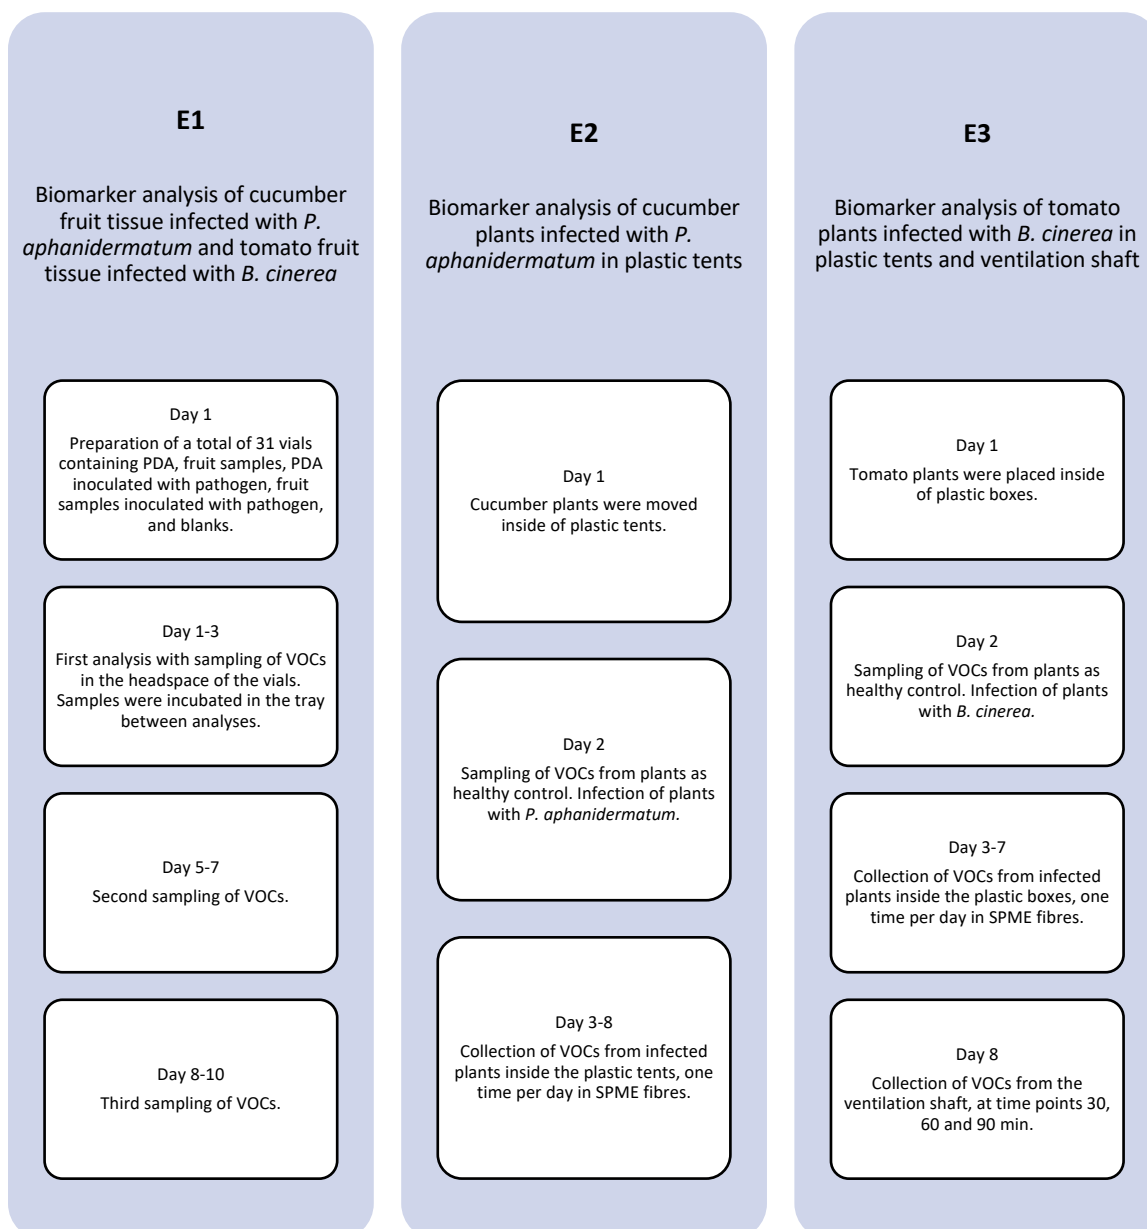 E1
Biomarker analysis of cucumber
fruit tissue infected with P.
aphanidermatum and tomato fruit
tissue infected with B. cinerea
Day 1
Preparation of a total of 31 vials
containing PDA, fruit samples, PDA
inoculated with pathogen, fruit
samples inoculated with pathogen,
and blanks.
Day 1-3
First analysis with sampling of VOCs
in the headspace of the vials.
Samples were incubated in the tray
between analyses.
Day 5-7
Second sampling of VOCs.
Day 8-10
Third sampling of VOCs.
E2
Biomarker analysis of cucumber
plants infected with P.
aphanidermatum in plastic tents
Day 1
Cucumber plants were moved
inside of plastic tents.
Day 2
Sampling of VOCs from plants as
healthy control. Infection of plants
with P. aphanidermatum.
Day 3-8
Collection of VOCs from infected
plants inside the plastic tents, one
time per day in SPME fibres.
E3
Biomarker analysis of tomato
plants infected with B. cinerea in
plastic tents and ventilation shaft
Day 1
Tomato plants were placed inside
of plastic boxes.
Day 2
Sampling of VOCs from plants as
healthy control. Infection of plants
with B. cinerea.
Day 3-7
Collection of VOCs from infected
plants inside the plastic boxes, one
time per day in SPME fibres.
Day 8
Collection of VOCs from the
ventilation shaft, at time points 30,
60 and 90 min.